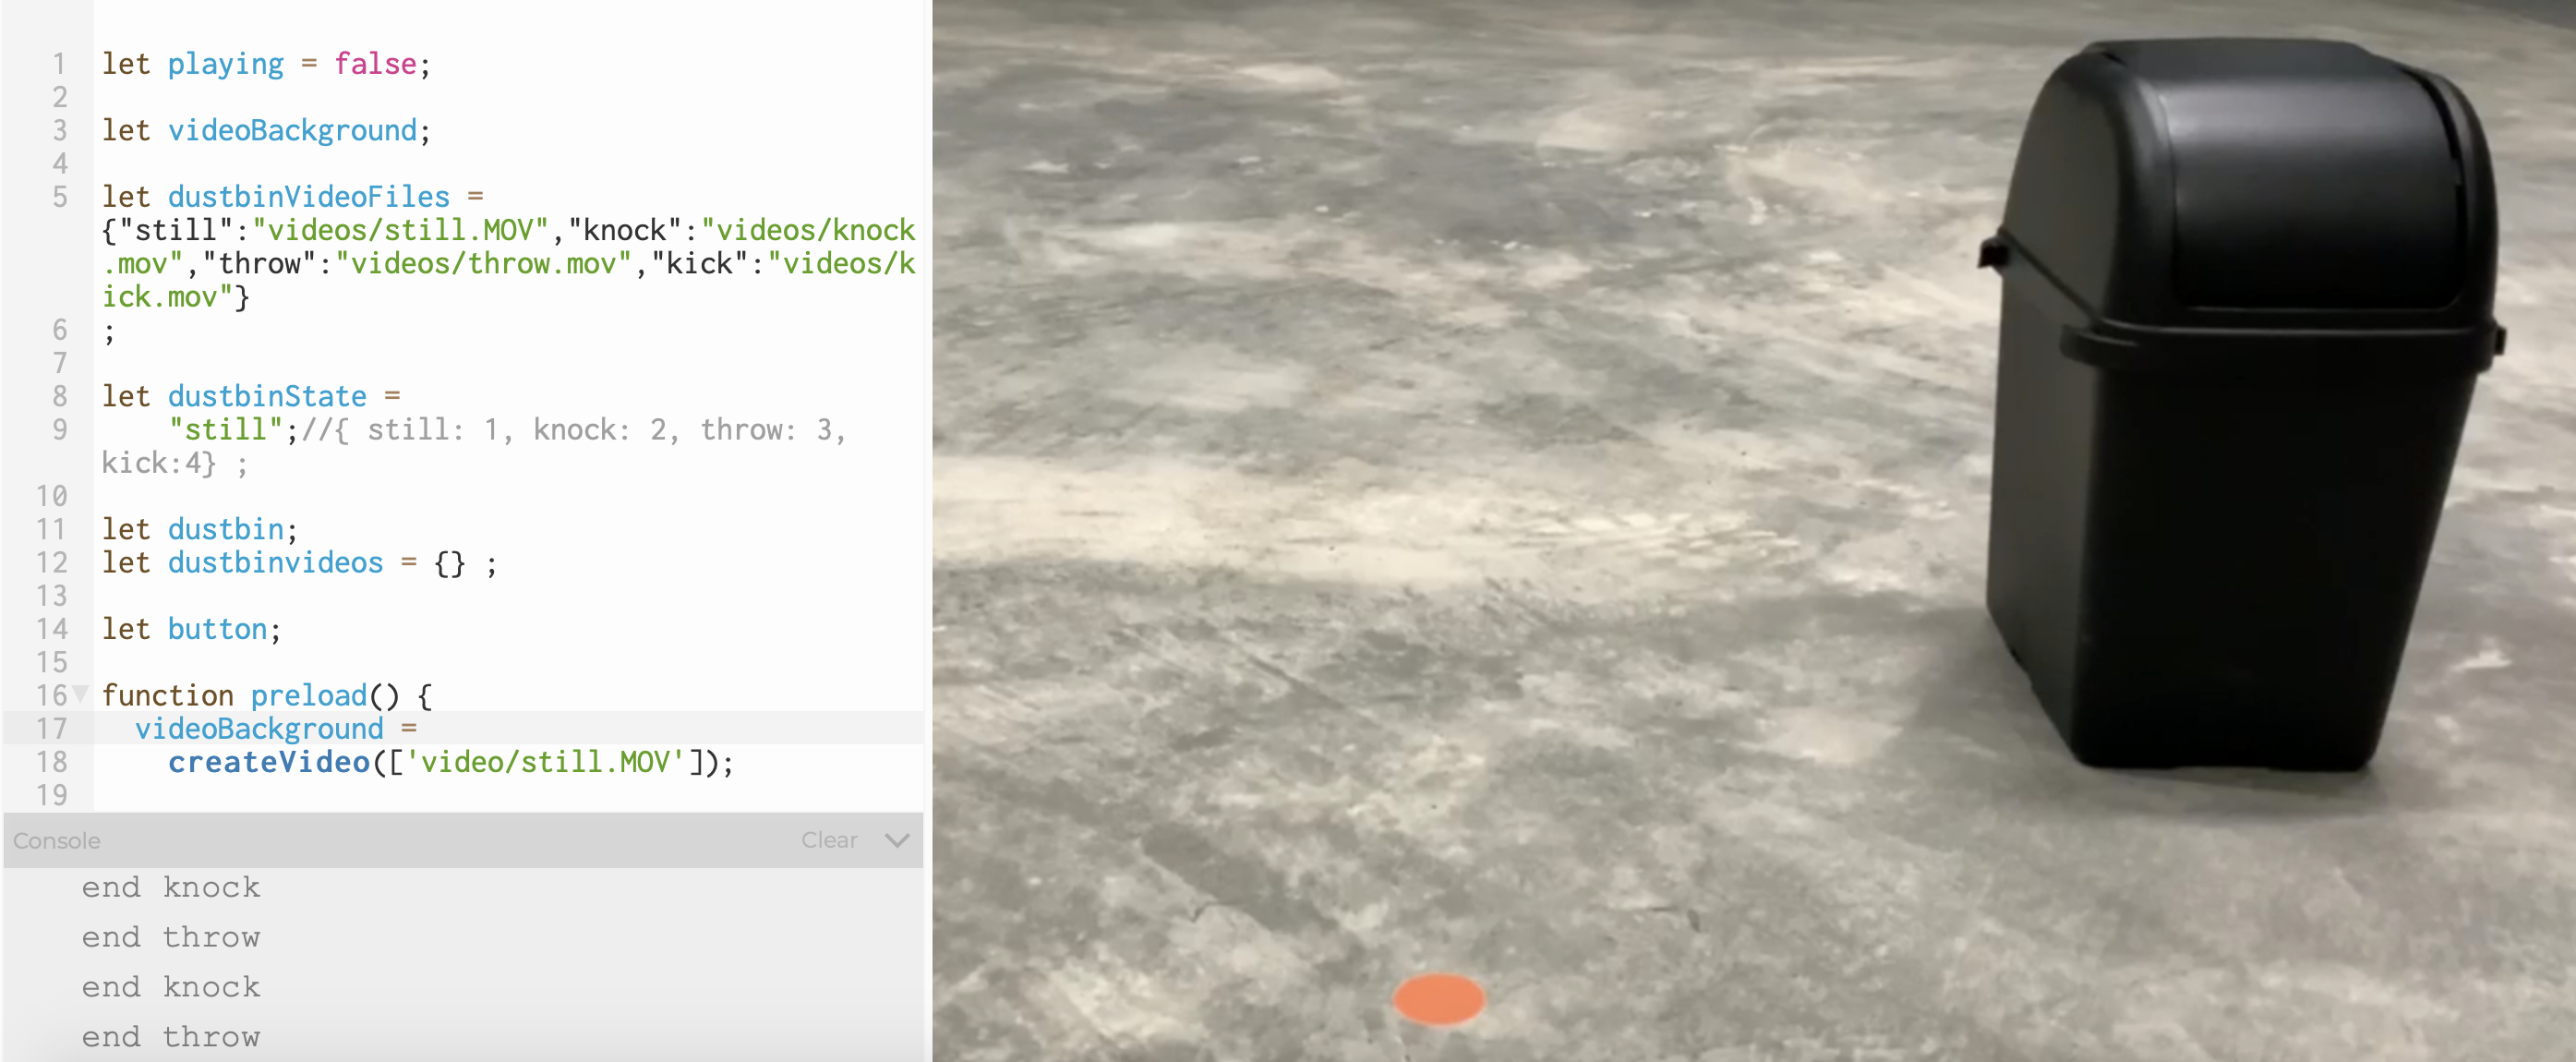 1 let playing = false;
2
3 let videoBackground;
4
5 let dustbinVideoFiles =
{"still":"videos/still.MOV","knock":"videos/knock
.mov","throw":"videos/throw.mov","kick":"videos/k
ick.mov"}
6 ;
7
8 let dustbinState =
9 "still";//{ still: 1, knock: 2, throw: 3,
kick:4} ;
10
11 let dustbin;
12 let dustbinvideos = {} ;
13
14 let button;
15
16 function preload() {
17 videoBackground =
18 createVideo(['video/still.MOV']);
19
Console Clear
end knock
end throw
end knock
end throw